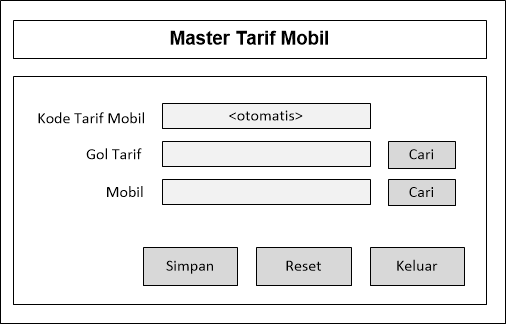 Master Tarif Mobil
Kode Tarif Mobil <otomatis>
Gol Tarif Cari
Mobil Cari
Simpan Reset Keluar